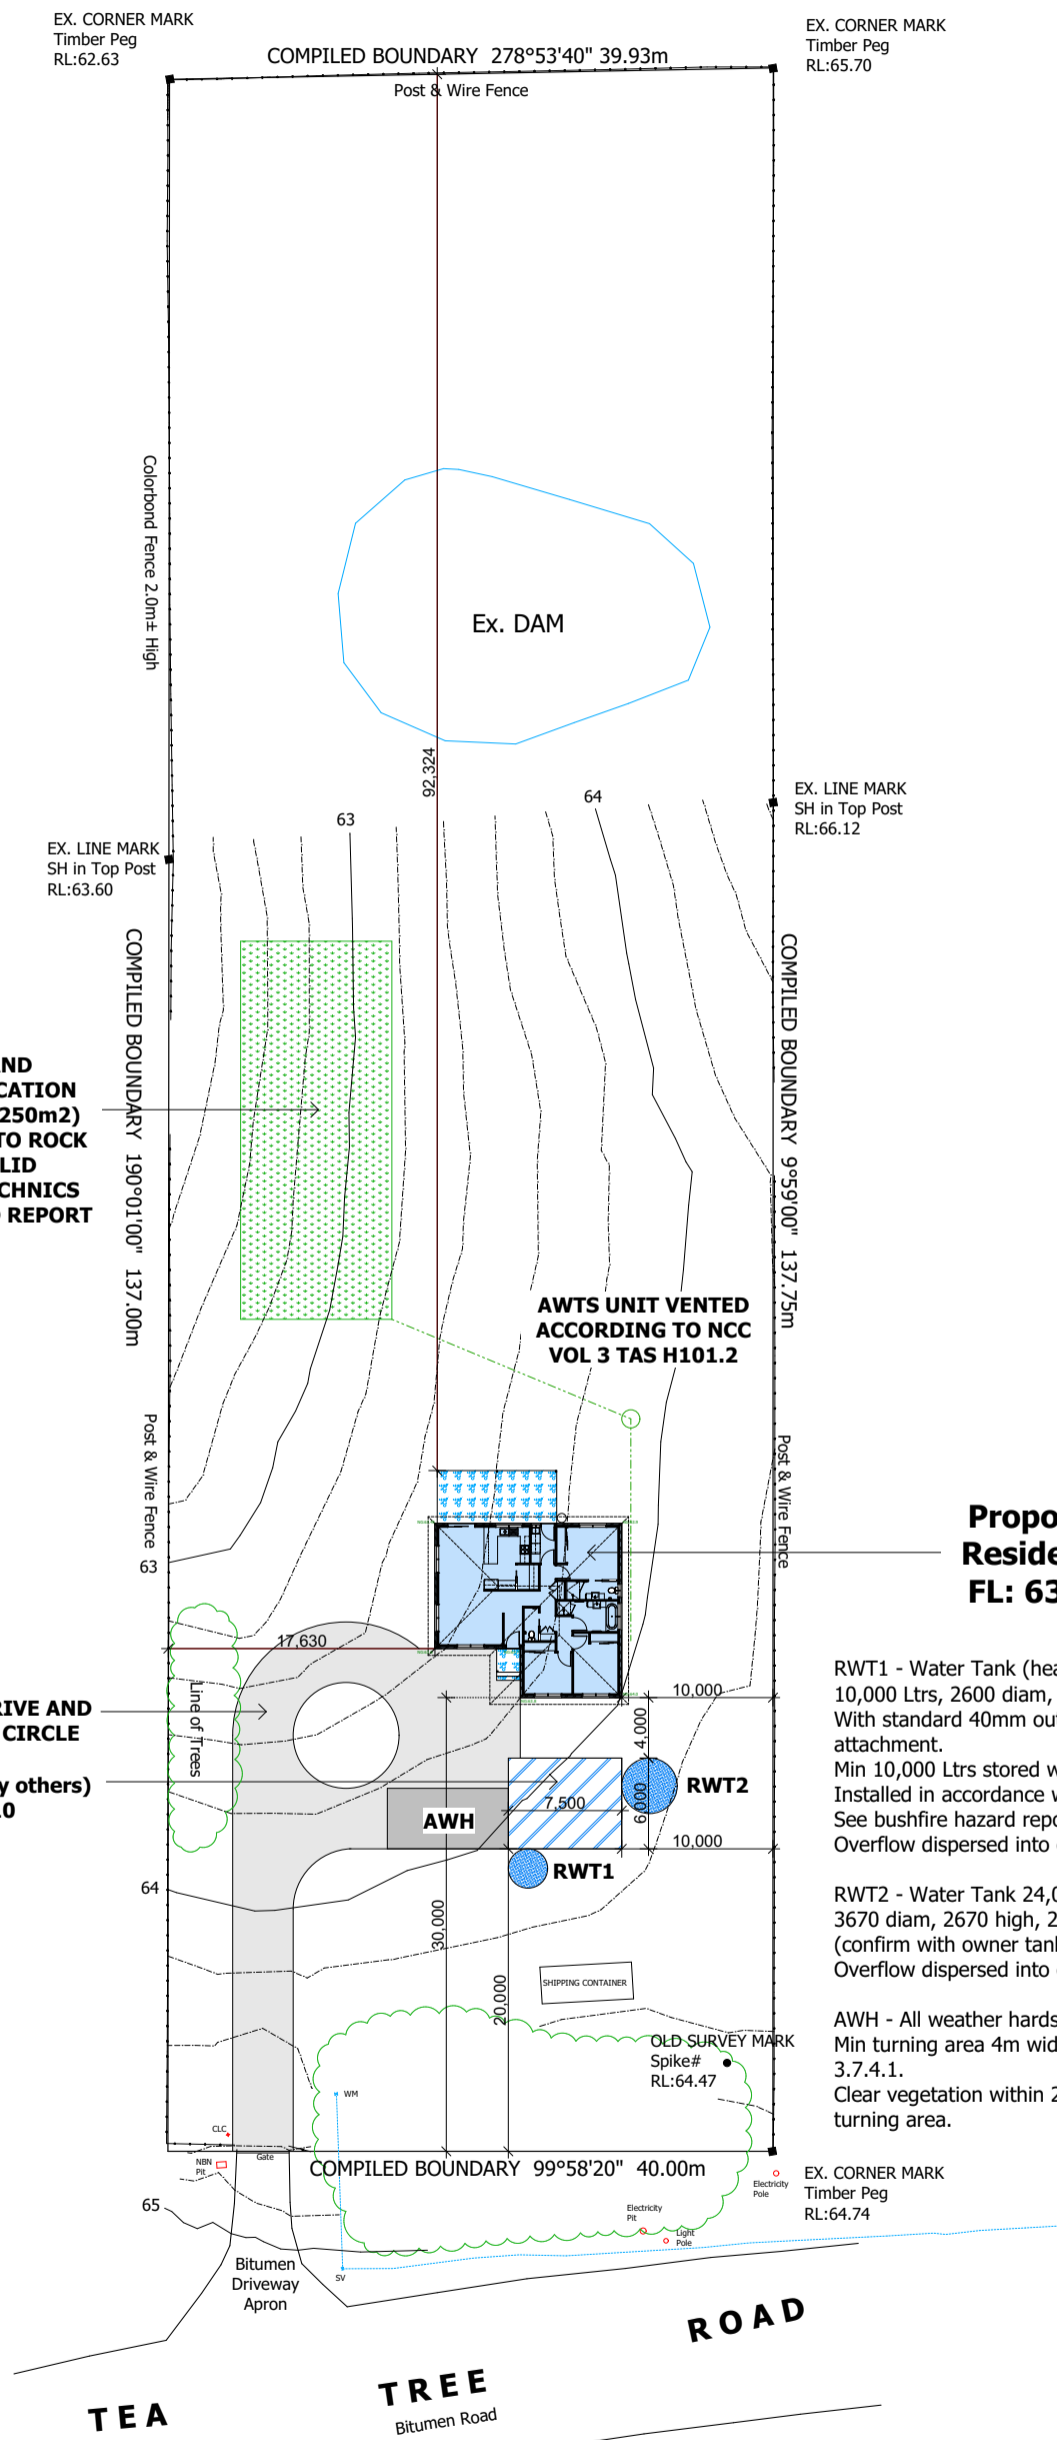 EX. CORNER MARK
Timber Peg
RL:62.63
COMPILED BOUNDARY 278°53'40" 39.93m
Post & Wire Fence
EX. CORNER MARK
Timber Peg
RL:65.70
Colorbond Fence 2.0m± High
Ex. DAM
92,324
63
64
EX. LINE MARK
SH in Top Post
RL:66.12
EX. LINE MARK
SH in Top Post
RL:63.60
COMPILED BOUNDARY 190°01'00" 137.00m
COMPILED BOUNDARY 9°59'00" 137.75m
ND
CATION
250m2)
TO ROCK
LID
CHNICS
REPORT
AWTS UNIT VENTED
ACCORDING TO NCC
VOL 3 TAS H101.2
Post & Wire Fence
Post & Wire Fence
63
Propo
Reside
FL: 63
17,630
Line of Trees
RIVE AND
CIRCLE
y others)
0
10,000
4,000
RWT2
7,500
6,000
AWH
10,000
RWT1
RWT1 - Water Tank (hea
10,000 Ltrs, 2600 diam,
With standard 40mm ou
attachment.
Min 10,000 Ltrs stored w
Installed in accordance w
See bushfire hazard repo
Overflow dispersed into
RWT2 - Water Tank 24,0
3670 diam, 2670 high, 2
(confirm with owner tank
Overflow dispersed into
AWH - All weather hards
Min turning area 4m wid
3.7.4.1.
Clear vegetation within 2
turning area.
64
30,000
20,000
SHIPPING CONTAINER
OLD SURVEY MARK
Spike#
RL:64.47
WM
CLC
NBN
Pit
Gate
COMPILED BOUNDARY 99°58'20" 40.00m
Electricity
Pole
EX. CORNER MARK
Timber Peg
RL:64.74
65
Electricity
Pit
Light
Pole
Bitumen
Driveway
Apron
SV
TEA TREE ROAD
Bitumen Road